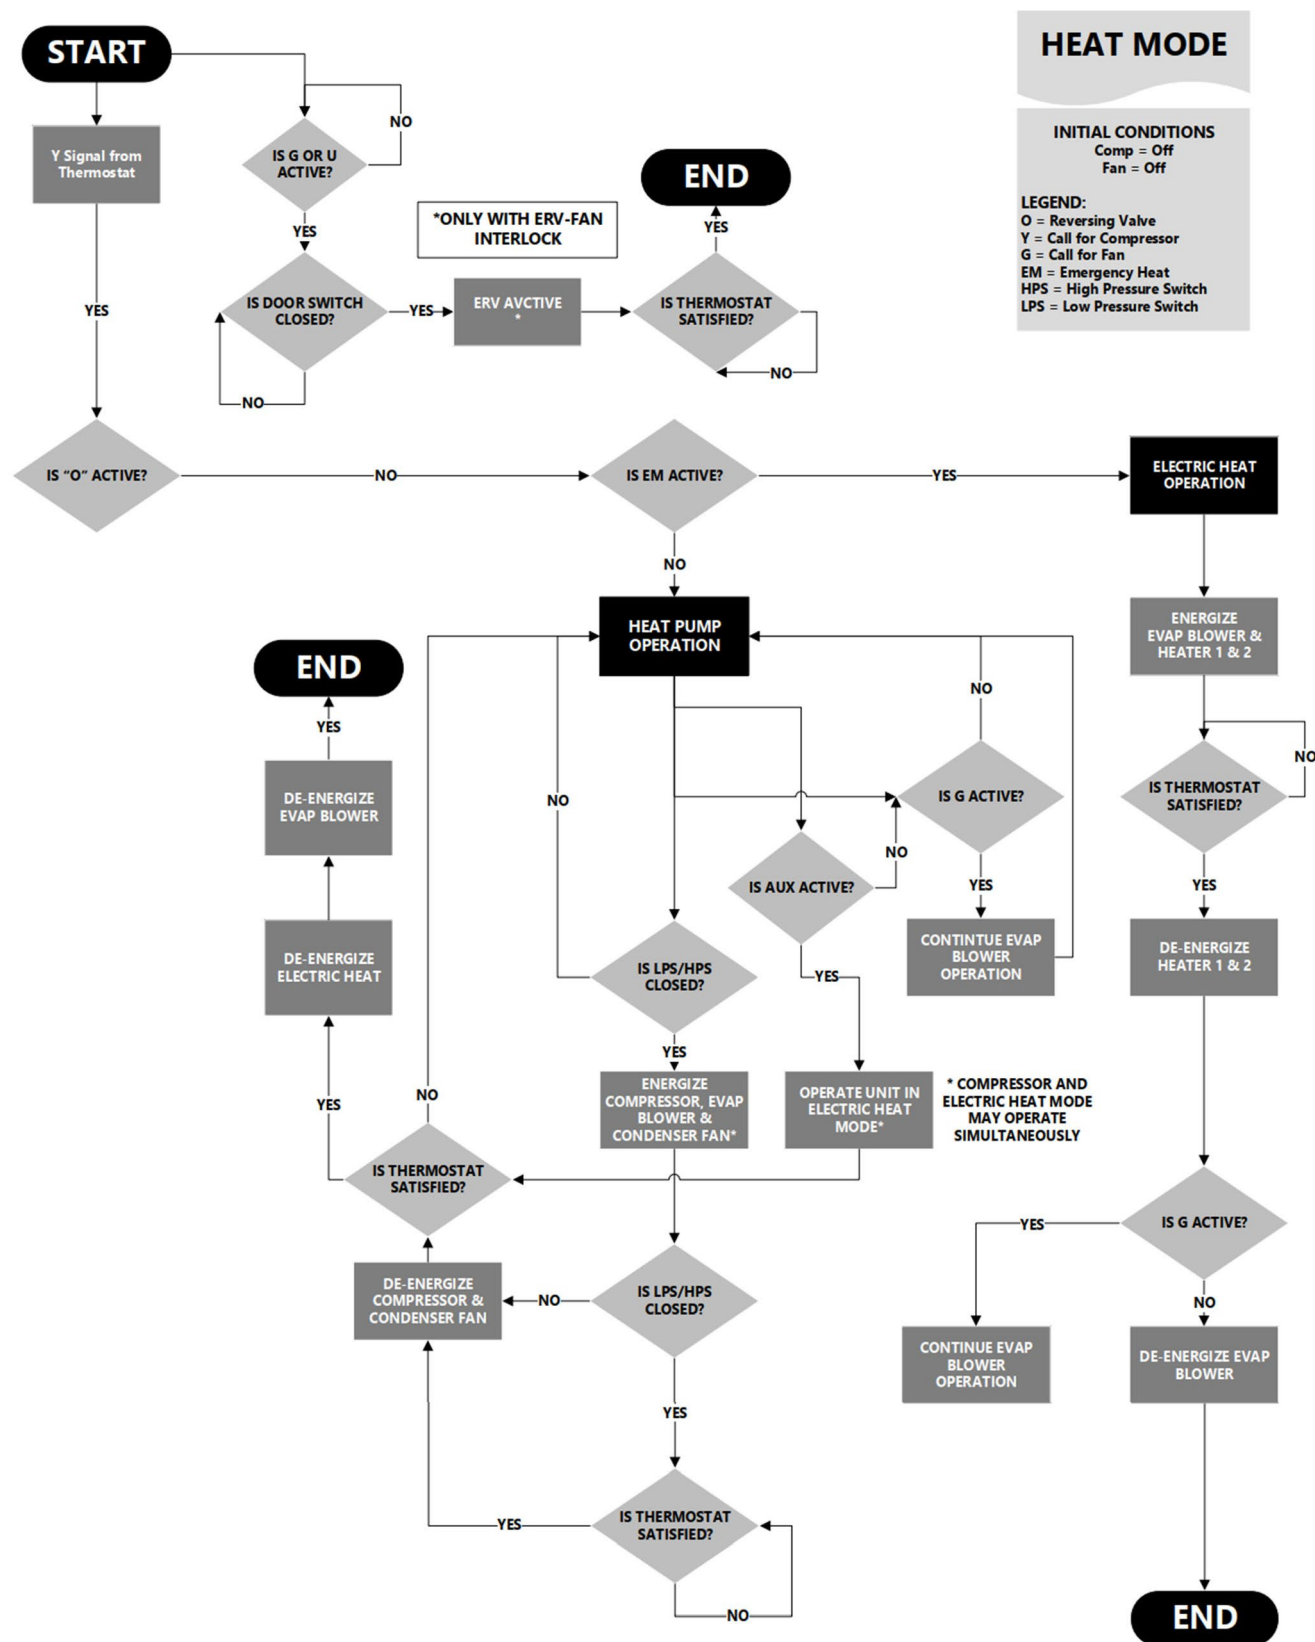 START
HEAT MODE
NO
INITIAL CONDITIONS
Comp = Off
Fan = Off
Y Signal from
Thermostat
IS G OR U
ACTIVE?
END
LEGEND:
O = Reversing Valve
Y = Call for Compressor
G = Call for Fan
EM = Emergency Heat
HPS = High Pressure Switch
LPS = Low Pressure Switch
YES
*ONLY WITH ERV-FAN
INTERLOCK
YES
YES
IS DOOR SWITCH
CLOSED?
YES
ERV AVCTIVE
*
IS THERMOSTAT
SATISFIED?
NO
NO
IS “O” ACTIVE?
NO
IS EM ACTIVE?
YES
ELECTRIC HEAT
OPERATION
NO
HEAT PUMP
OPERATION
ENERGIZE
EVAP BLOWER &
HEATER 1 & 2
END
NO
YES
NO
DE-ENERGIZE
EVAP BLOWER
NO
IS G ACTIVE?
IS THERMOSTAT
SATISFIED?
NO
IS AUX ACTIVE?
YES
YES
DE-ENERGIZE
ELECTRIC HEAT
CONTINTUE EVAP
BLOWER
OPERATION
DE-ENERGIZE
HEATER 1 & 2
IS LPS/HPS
CLOSED?
YES
YES
ENERGIZE
COMPRESSOR, EVAP
BLOWER &
CONDENSER FAN*
OPERATE UNIT IN
ELECTRIC HEAT
MODE*
* COMPRESSOR AND
ELECTRIC HEAT MODE
MAY OPERATE
SIMULTANEOUSLY
NO
YES
IS THERMOSTAT
SATISFIED?
YES
IS G ACTIVE?
DE-ENERGIZE
COMPRESSOR &
CONDENSER FAN
NO
IS LPS/HPS
CLOSED?
NO
CONTINUE EVAP
BLOWER
OPERATION
DE-ENERGIZE EVAP
BLOWER
YES
YES
IS THERMOSTAT
SATISFIED?
NO
END